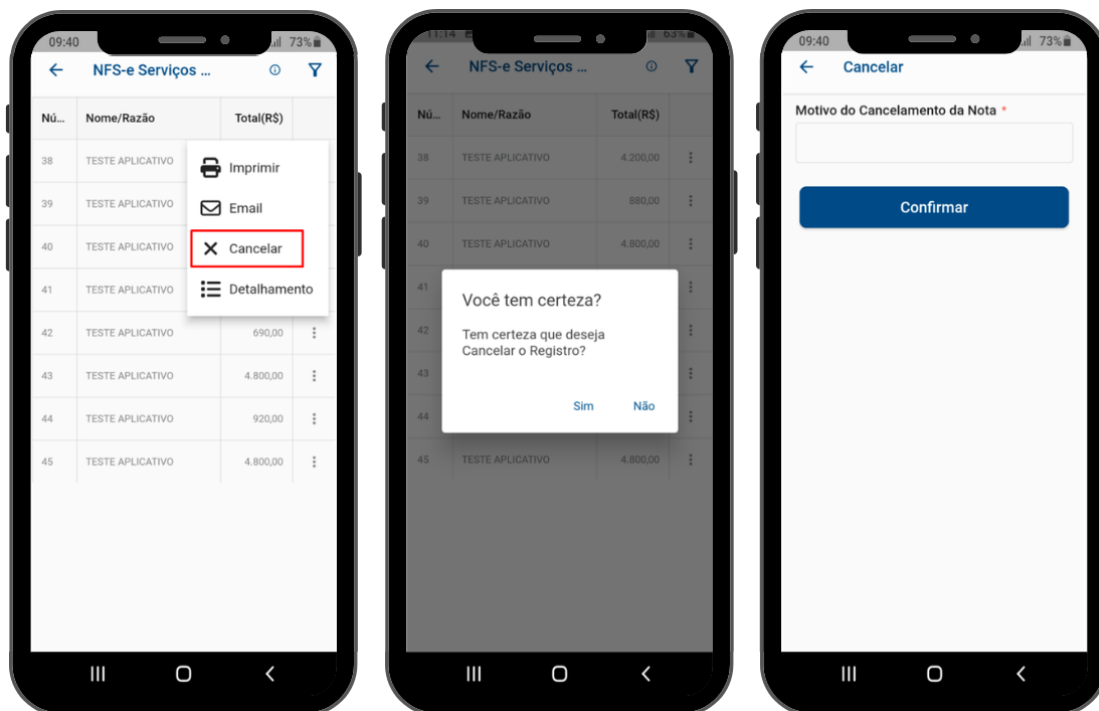 09:40
73%
NFS-e Serviços ...
Nú... Nome/Razão Total(R$)
38 TESTE APLICATIVO
39 TESTE APLICATIVO
40 TESTE APLICATIVO
41 TESTE APLICATIVO
Imprimir
Email
Cancelar
Detalhamento
42 TESTE APLICATIVO 690,00
43 TESTE APLICATIVO 4.800,00
44 TESTE APLICATIVO 920,00
45 TESTE APLICATIVO 4.800,00
11:14
63%
NFS-e Serviços ...
Nú... Nome/Razão Total(R$)
38 TESTE APLICATIVO 4.200,00
39 TESTE APLICATIVO 880,00
40 TESTE APLICATIVO 4.800,00
41
42
43
44
Você tem certeza?
Tem certeza que deseja
Cancelar o Registro?
Sim Não
45 TESTE APLICATIVO 4.800,00
09:40
73%
Cancelar
Motivo do Cancelamento da Nota *
Confirmar